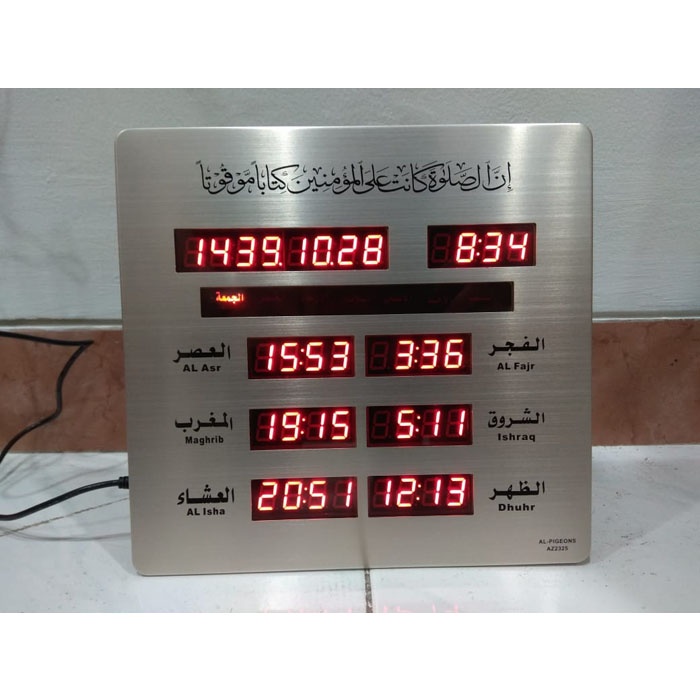 إن الصلوة كانت على المؤمنين كتابا موقوتا
1439.10.28 8:34
الجمعة
العصر 15:53 3:36 الفجر
AL Asr AL Fajr
المغرب 19:15 5:11 الشروق
Maghrib Ishraq
العشاء 20:51 12:13 الظهر
AL Isha Dhuhr
AL-PIGEONS
AZ2325